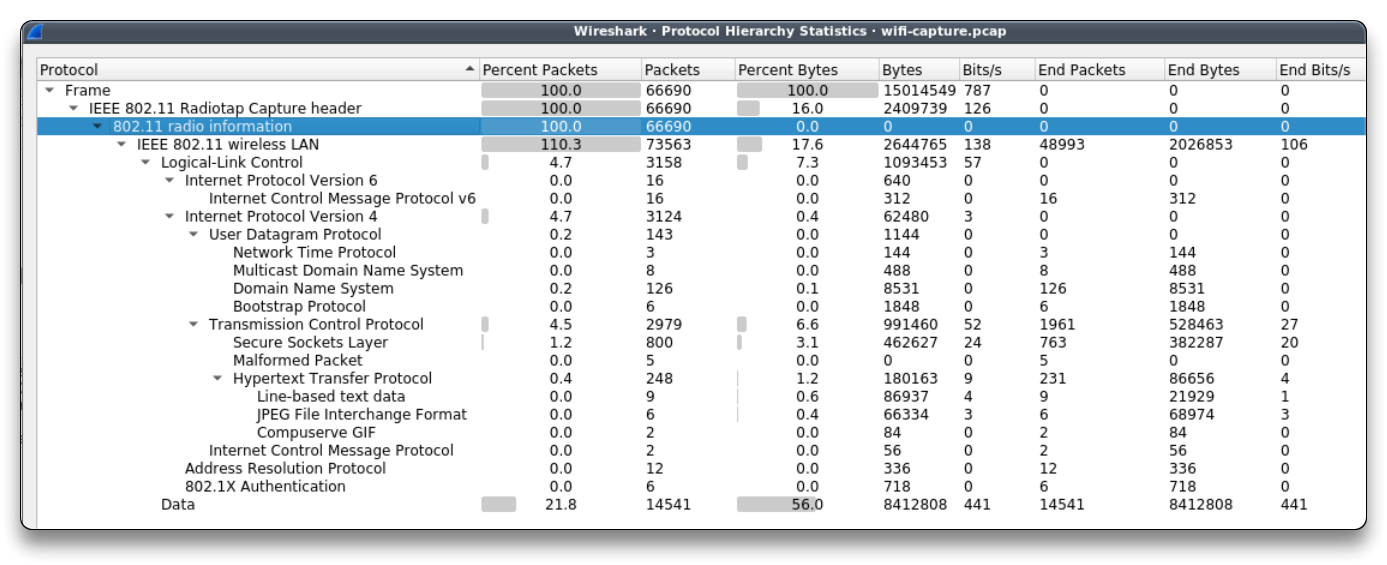 Wireshark · Protocol Hierarchy Statistics · wifi-capture.pcap
Protocol Percent Packets Packets Percent Bytes Bytes Bits/s End Packets End Bytes End Bits/s
Frame 100.0 66690 100.0 15014549 787 0 0 0
IEEE 802.11 Radiotap Capture header 100.0 66690 16.0 2409739 126 0 0 0
802.11 radio information 100.0 66690 0.0 0 0 0 0 0
IEEE 802.11 wireless LAN 110.3 73563 17.6 2644765 138 48993 2026853 106
Logical-Link Control 4.7 3158 7.3 1093453 57 0 0 0
Internet Protocol Version 6 0.0 16 0.0 640 0 0 0 0
Internet Control Message Protocol v6 0.0 16 0.0 312 0 16 312 0
Internet Protocol Version 4 4.7 3124 0.4 62480 3 0 0 0
User Datagram Protocol 0.2 143 0.0 1144 0 0 0 0
Network Time Protocol 0.0 3 0.0 144 0 3 144 0
Multicast Domain Name System 0.0 8 0.0 488 0 8 488 0
Domain Name System 0.2 126 0.1 8531 0 126 8531 0
Bootstrap Protocol 0.0 6 0.0 1848 0 6 1848 0
Transmission Control Protocol 4.5 2979 6.6 991460 52 1961 528463 27
Secure Sockets Layer 1.2 800 3.1 462627 24 763 382287 20
Malformed Packet 0.0 5 0.0 0 0 5 0 0
Hypertext Transfer Protocol 0.4 248 1.2 180163 9 231 86656 4
Line-based text data 0.0 9 0.6 86937 4 9 21929 1
JPEG File Interchange Format 0.0 6 0.4 66334 3 6 68974 3
Compuserve GIF 0.0 2 0.0 84 0 2 84 0
Internet Control Message Protocol 0.0 2 0.0 56 0 2 56 0
Address Resolution Protocol 0.0 12 0.0 336 0 12 336 0
802.1X Authentication 0.0 6 0.0 718 0 6 718 0
Data 21.8 14541 56.0 8412808 441 14541 8412808 441